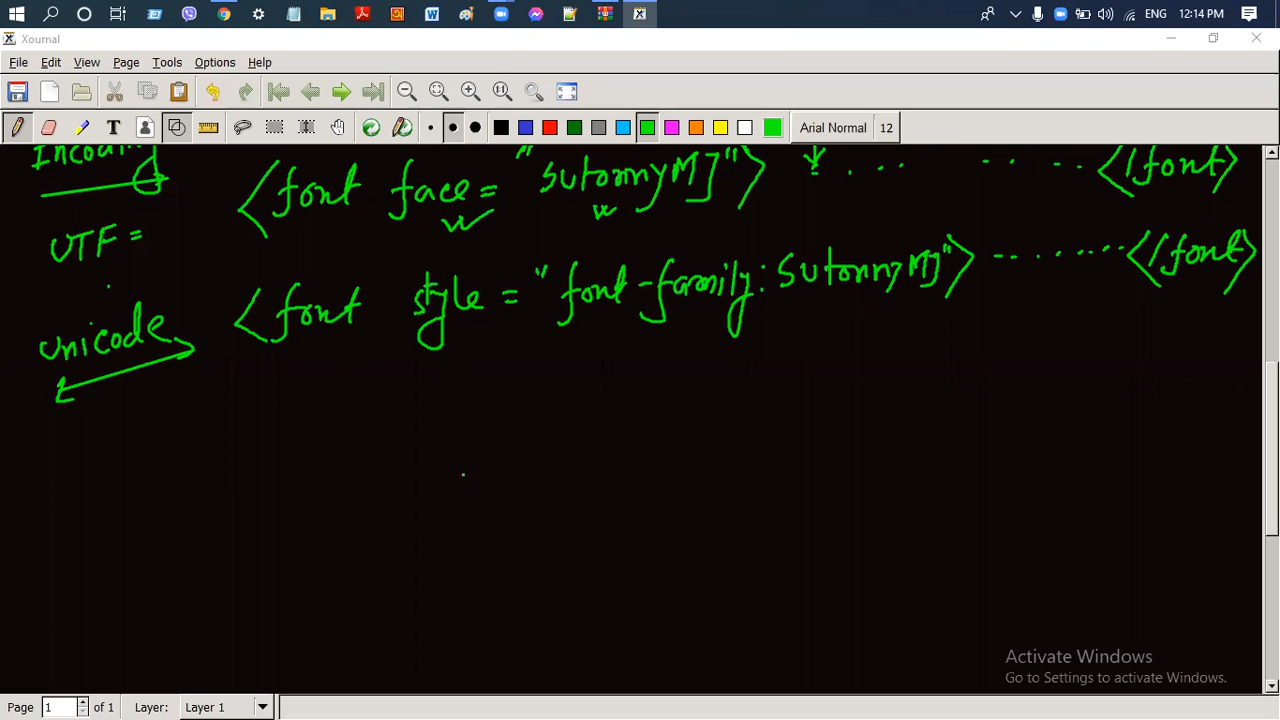 ENG 12:14 PM
Xournal
File Edit View Page Tools Options Help
Arial Normal 12
<font face = "SutonnyMJ"> . . . . . . . </font>
UTF =
<font style = "font-family: SutonnyMJ"> . . . . . . . . </font>
unicode
Activate Windows
Go to Settings to activate Windows.
Page 1 of 1 Layer: Layer 1